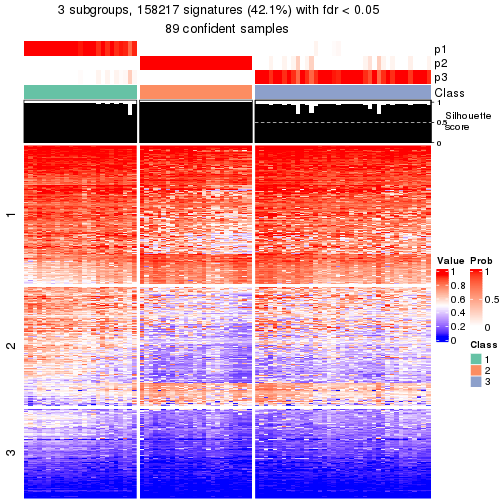 3 subgroups, 158217 signatures (42.1%) with fdr < 0.05
89 confident samples
p1
p2
p3
Class
1
0.5
0
Silhouette
score
1
2
3
Value
1
0.8
0.6
0.4
0.2
0
Prob
1
0.5
0
Class
1
2
3